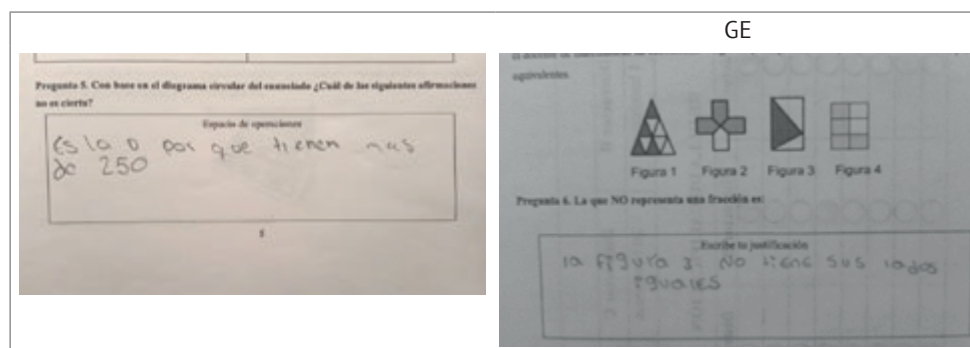 GE
Pregunta 5. Con base en el diagrama circular del enunciado ¿Cuál de las siguientes afirmaciones
no es cierta?
Espacio de operaciones
Es la D por que tienen mas
de 250
equivalentes.
Figura 1 Figura 2 Figura 3 Figura 4
Pregunta 6. La que NO representa una fracción es:
Escribe tu justificación
la figura 3 no tiene sus lados
iguales